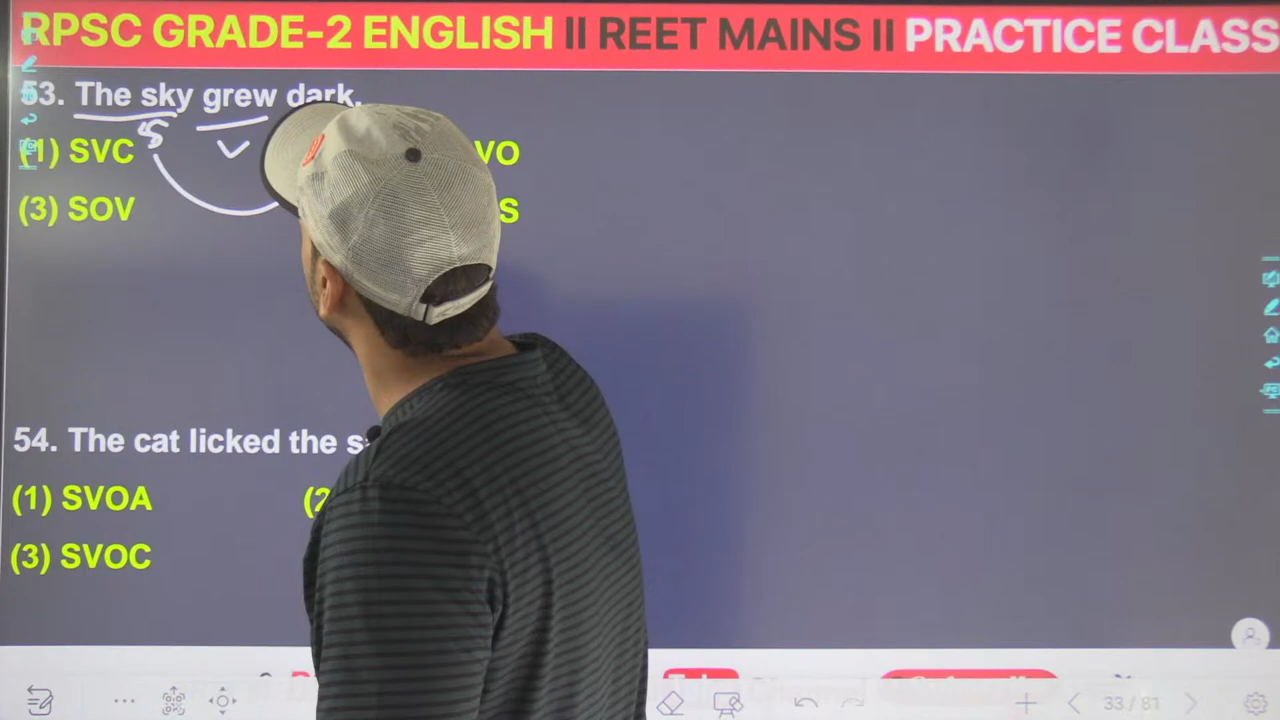 RPSC GRADE-2 ENGLISH II REET MAINS II PRACTICE CLASS
53. The sky grew dark.
S V
(1) SVC VO
(3) SOV S
54. The cat licked the s
(1) SVOA (2
(3) SVOC
33 / 81